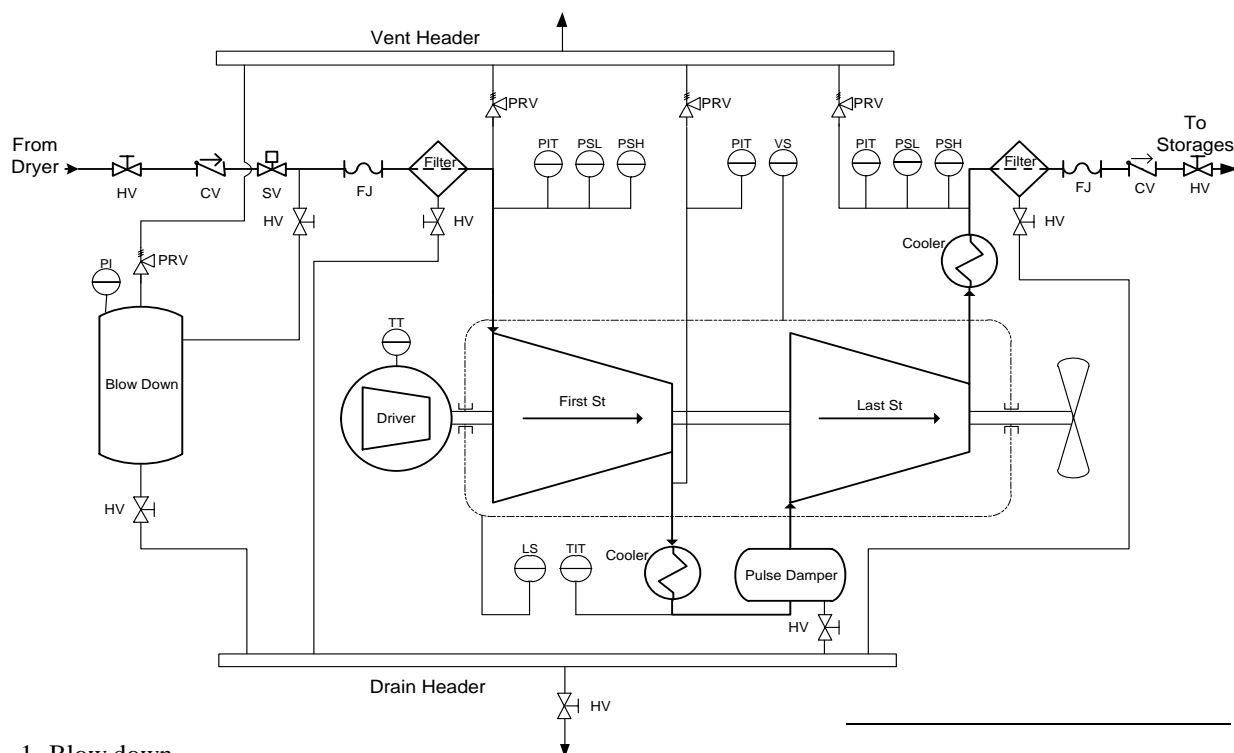 Vent Header
From
Dryer
HV
CV
SV
FJ
Filter
PRV
PIT
PSL
PSH
PRV
PIT
VS
PRV
PIT
PSL
PSH
Filter
FJ
CV
HV
To
Storages
HV
HV
HV
Cooler
PI
PRV
Blow Down
TT
Driver
First St
Last St
HV
LS
TIT
Cooler
Pulse Damper
HV
Drain Header
HV
1- Blow down